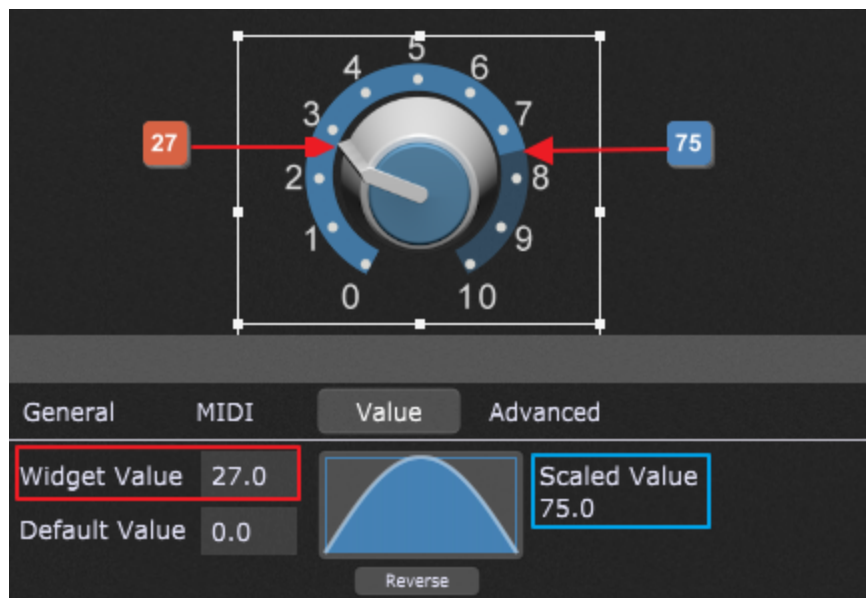 5
4 6
3 7
27 75
2 8
1 9
0 10
General MIDI Value Advanced
Widget Value 27.0 Scaled Value
75.0
Default Value 0.0
Reverse